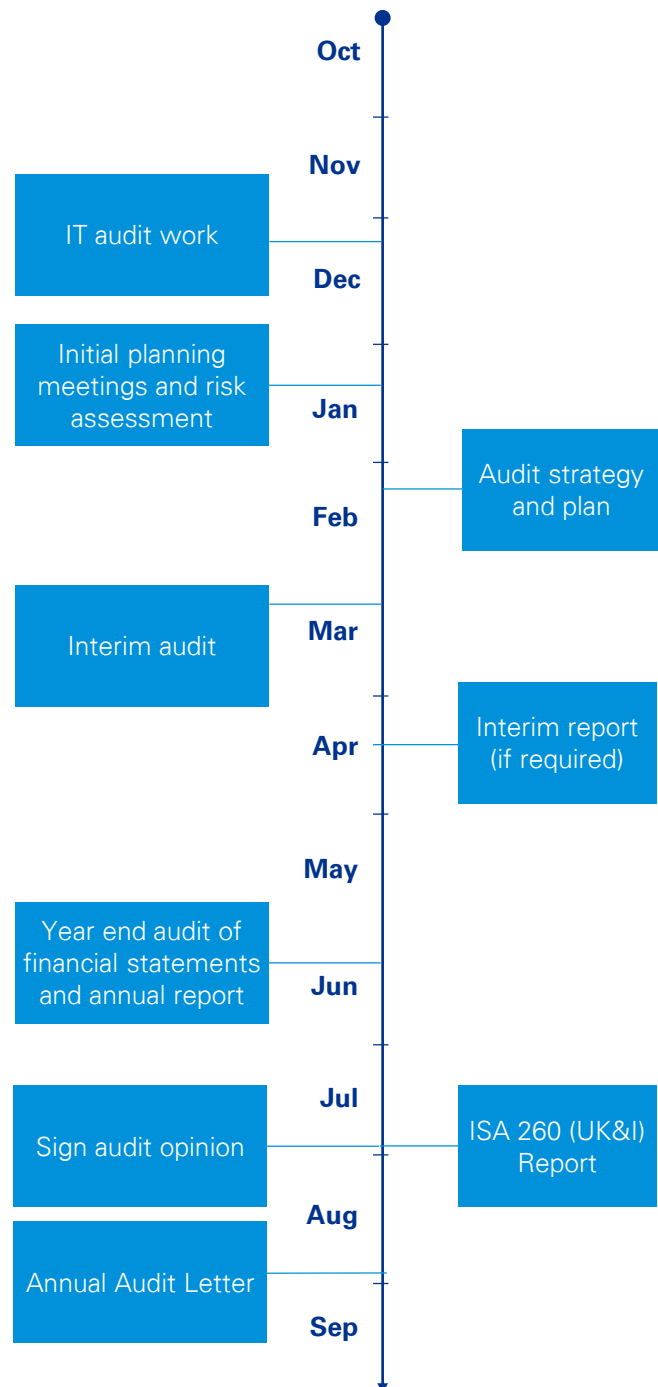 Oct
Nov
IT audit work
Dec
Initial planning
meetings and risk
assessment
Jan
Audit strategy
and plan
Feb
Interim audit
Mar
Interim report
(if required)
Apr
May
Year end audit of
financial statements
and annual report
Jun
Jul
Sign audit opinion
ISA 260 (UK&I)
Report
Aug
Annual Audit Letter
Sep